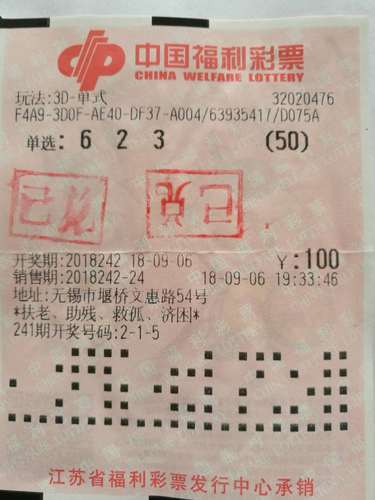 中国福利彩票
CHINA WELFARE LOTTERY
玩法:3D-单式 32020476
F4A9-3D0F-AE40-DF37-A004/63935417/D075A
单选: 6 2 3 (50)
已兑 已兑
开奖期:2018242 18-09-06 ¥:100
销售期:2018242-24 18-09-06 19:33:46
地址:无锡市堰桥文惠路54号
*扶老、助残、救孤、济困*
241期开奖号码:2-1-5
江苏省福利彩票发行中心承销